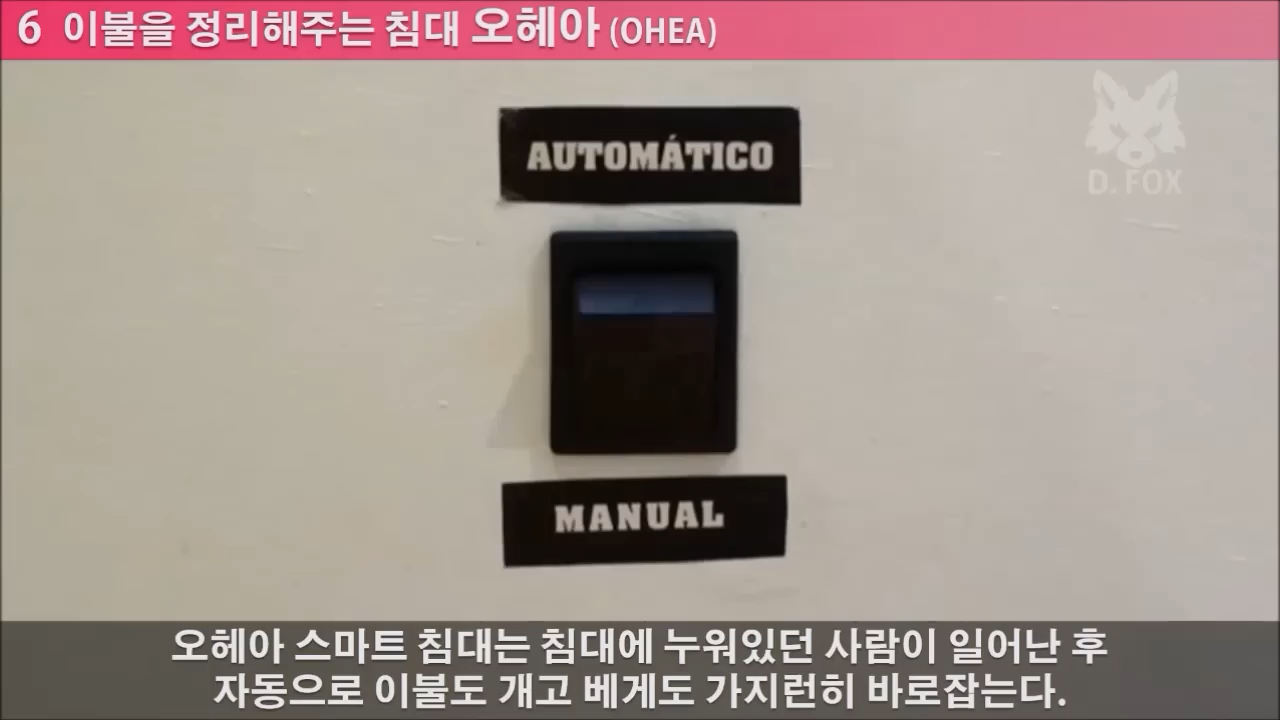 6 이불을 정리해주는 침대 오헤아 (OHEA)
D. FOX
AUTOMÁTICO
MANUAL
오헤아 스마트 침대는 침대에 누워있던 사람이 일어난 후
자동으로 이불도 개고 베게도 가지런히 바로잡는다.